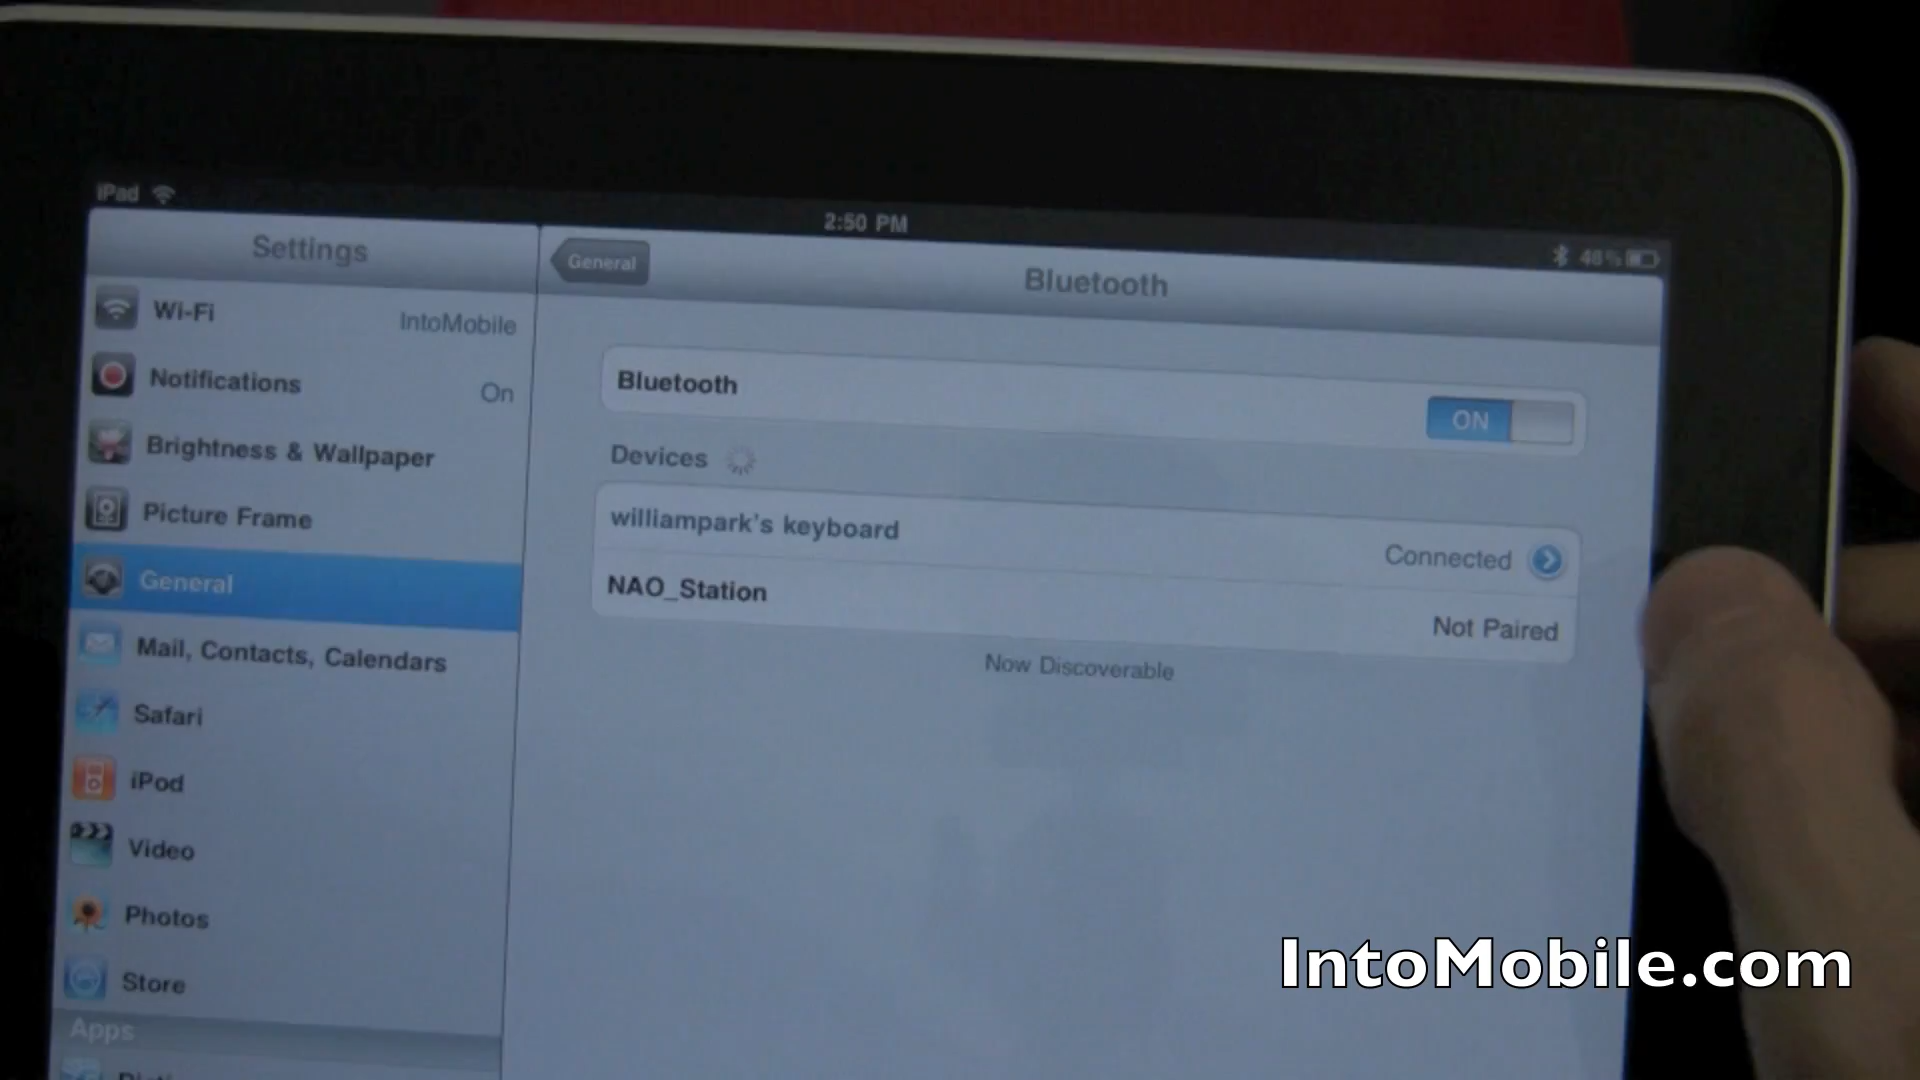 iPad
2:50 PM
48%
Settings
General
Bluetooth
Wi-Fi
IntoMobile
Notifications
On
Brightness & Wallpaper
Picture Frame
General
Mail, Contacts, Calendars
Safari
iPod
Video
Photos
Store
Apps
Bluetooth
ON
Devices
williampark's keyboard
Connected
NAO_Station
Not Paired
Now Discoverable
IntoMobile.com